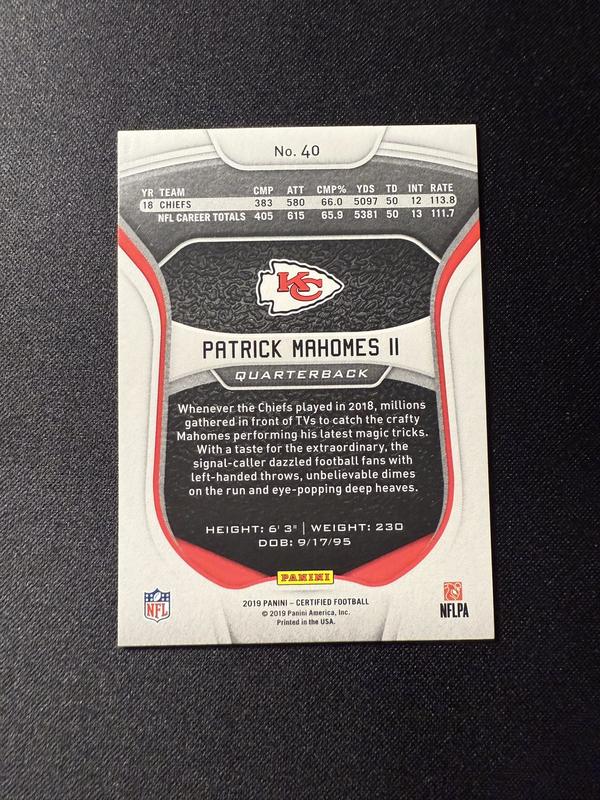 No. 40
YR TEAM CMP ATT CMP% YDS TD INT RATE
18 CHIEFS 383 580 66.0 5097 50 12 113.8
NFL CAREER TOTALS 405 615 65.9 5381 50 13 111.7
KC
PATRICK MAHOMES II
QUARTERBACK
Whenever the Chiefs played in 2018, millions
gathered in front of TVs to catch the crafty
Mahomes performing his latest magic tricks.
With a taste for the extraordinary, the
signal-caller dazzled football fans with
left-handed throws, unbelievable dimes
on the run and eye-popping deep heaves.
HEIGHT: 6' 3" | WEIGHT: 230
DOB: 9/17/95
PANINI
NFL
2019 PANINI – CERTIFIED FOOTBALL
© 2019 Panini America, Inc.
Printed in the USA.
NFLPA